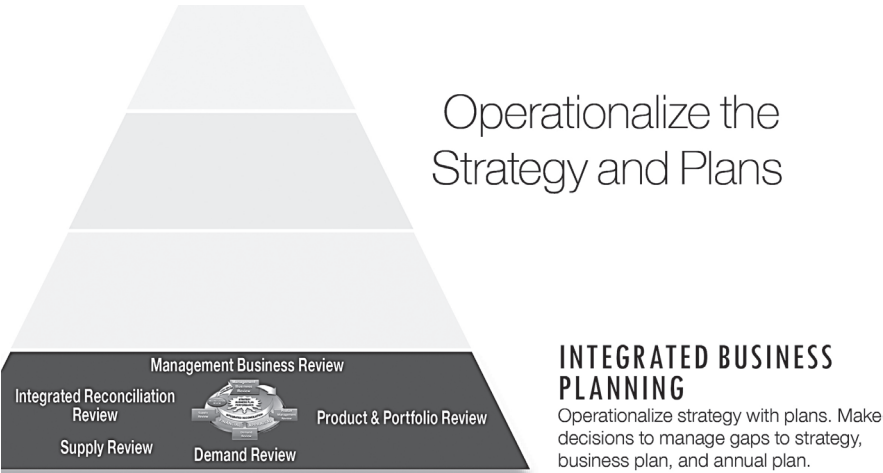 Operationalize the
Strategy and Plans
Management Business Review
Integrated Reconciliation
Review
Product & Portfolio Review
Supply Review
Demand Review
INTEGRATED BUSINESS
PLANNING
Operationalize strategy with plans. Make
decisions to manage gaps to strategy,
business plan, and annual plan.